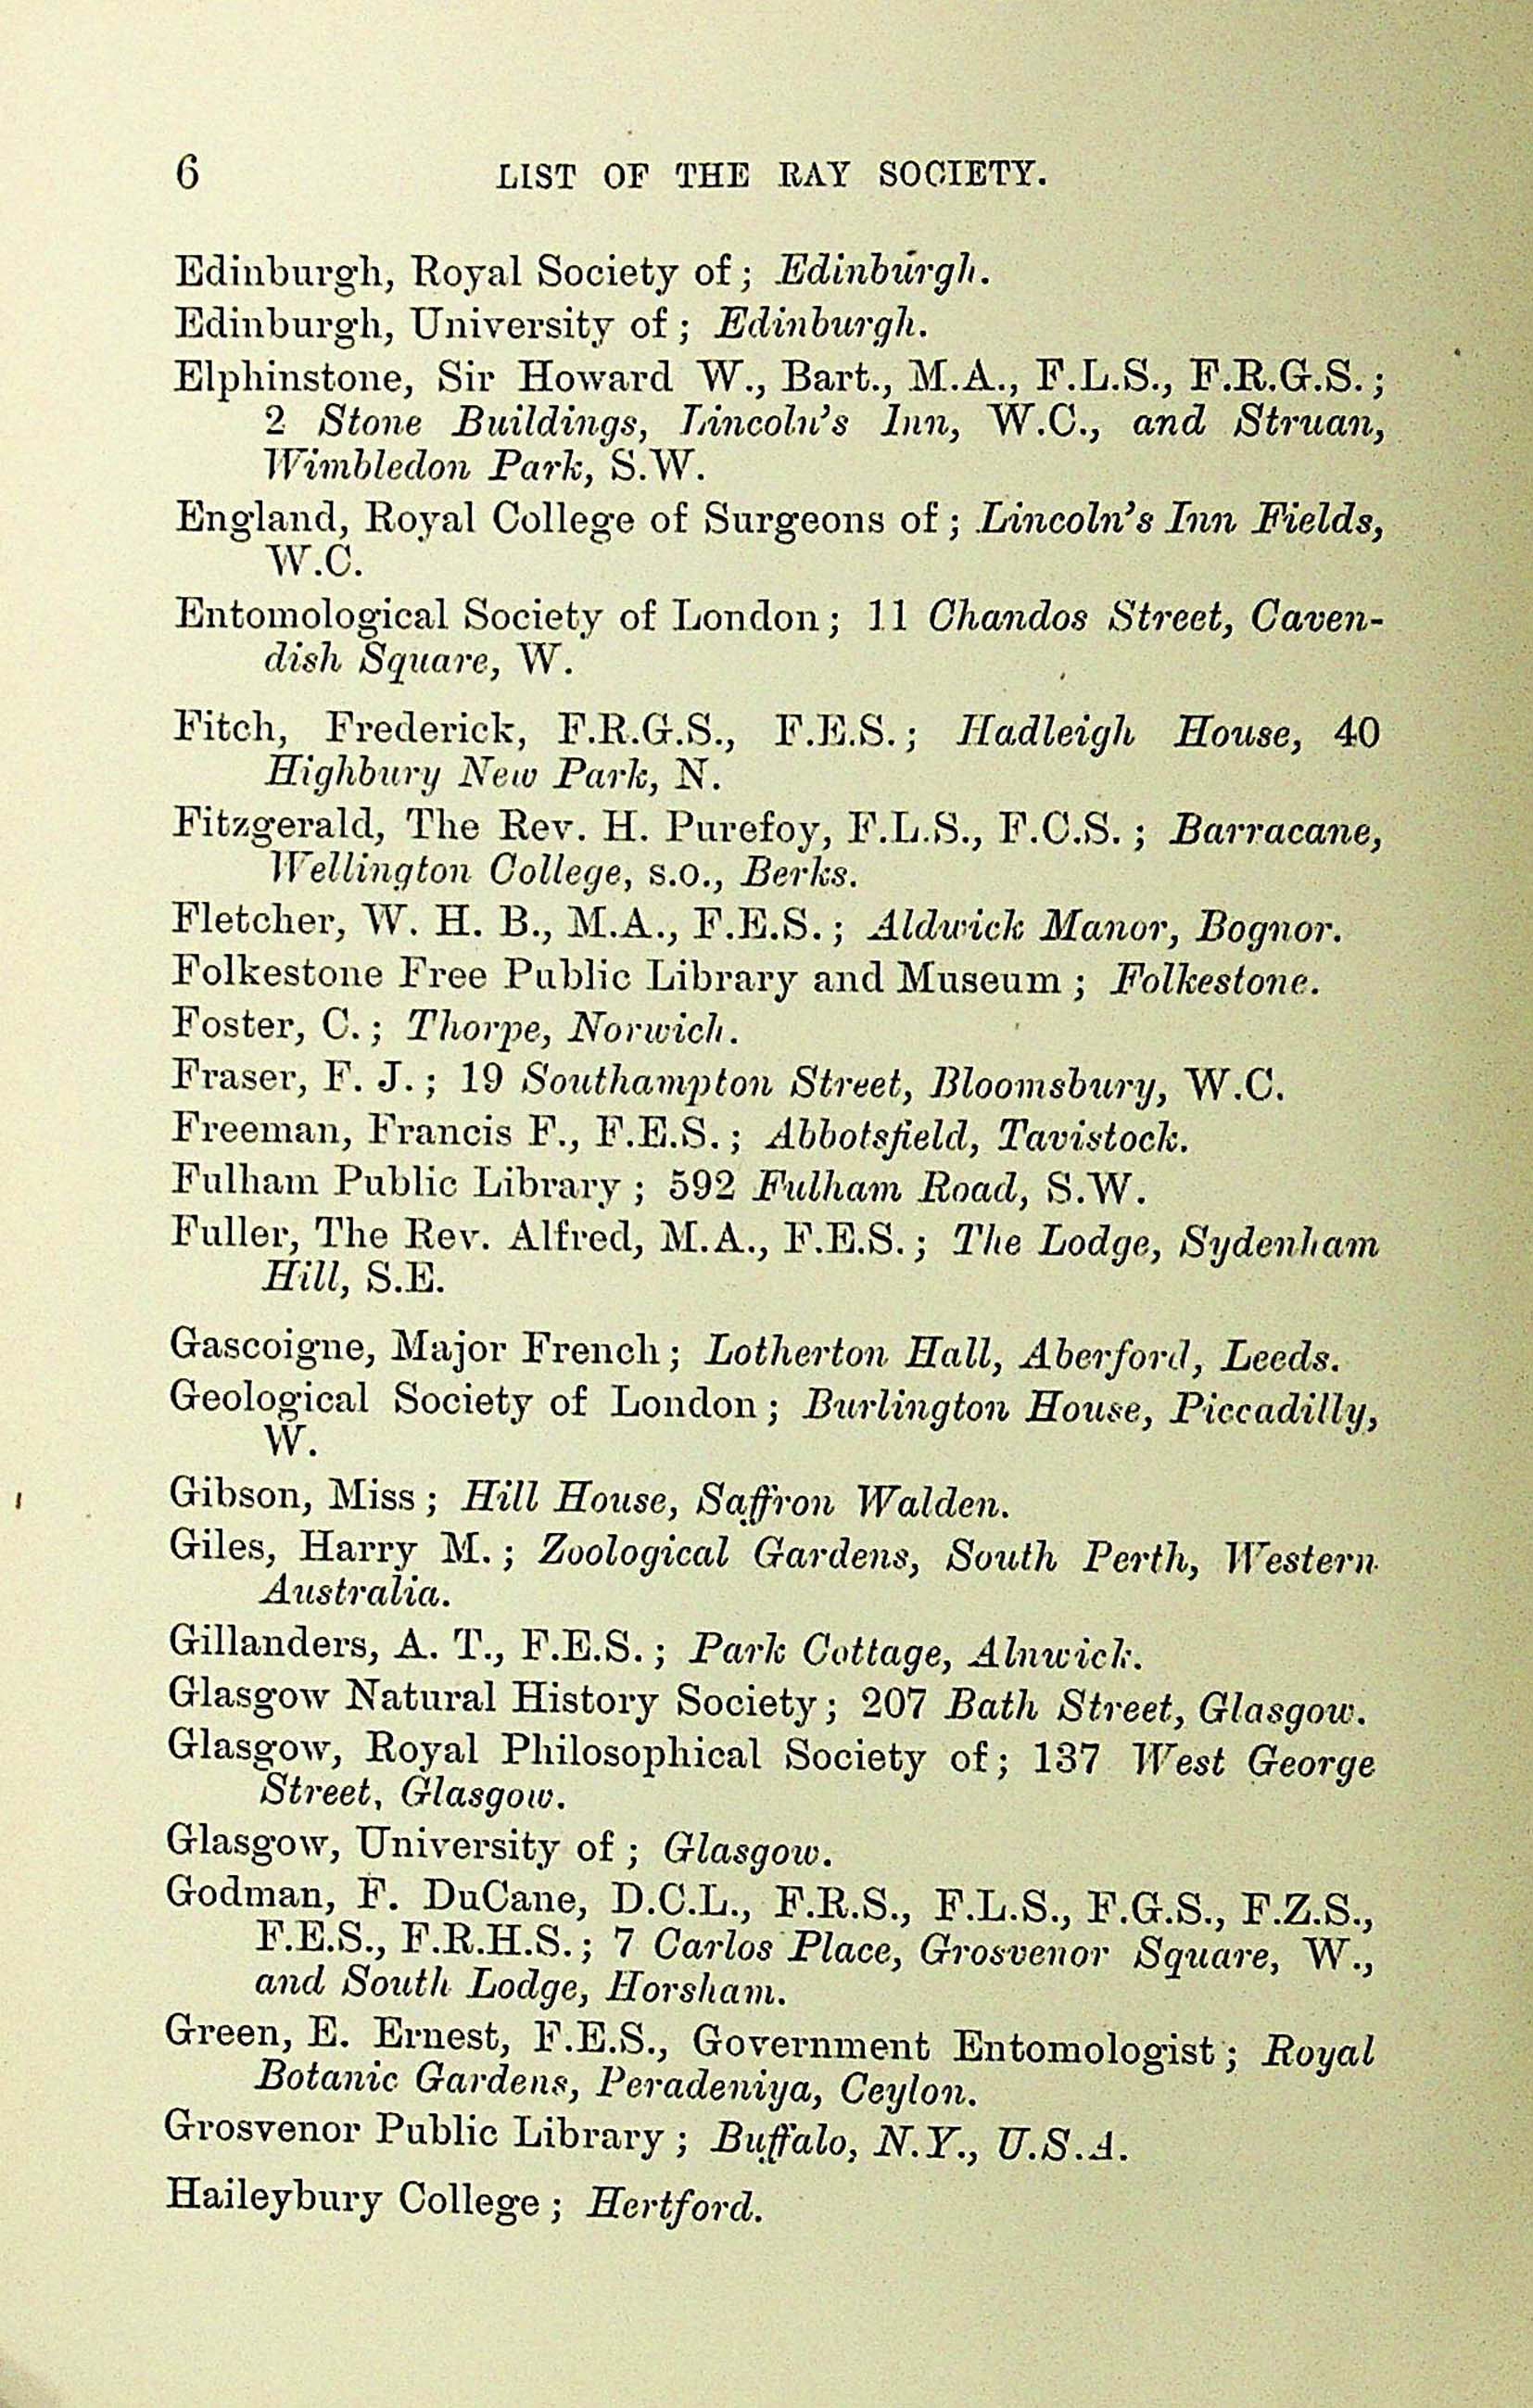 6 LIST OF THE RAY SOCIETY.
Edinburgh, Royal Society of; Edinburgh.
Edinburgh, University of; Edinburgh.
Elphinstone, Sir Howard W., Bart., M.A., F.L.S., F.R.G.S.;
2 Stone Buildings, Lincoln's Inn, W.C., and Struan,
Wimbledon Park, S.W.
England, Royal College of Surgeons of; Lincoln's Inn Fields,
W.C.
Entomological Society of London; 11 Chandos Street, Caven-
dish Square, W.
Fitch, Frederick, F.R.G.S., F.E.S.; Hadleigh House, 40
Highbury New Park, N.
Fitzgerald, The Rev. H. Purefoy, F.L.S., F.C.S.; Barracane,
Wellington College, S.O., Berks.
Fletcher, W. H. B., M.A., F.E.S.; Aldwick Manor, Bognor.
Folkestone Free Public Library and Museum; Folkestone.
Foster, C.; Thorpe, Norwich.
Fraser, F. J.; 19 Southampton Street, Bloomsbury, W.C.
Freeman, Francis F., F.E.S.; Abbotsfield, Tavistock.
Fulham Public Library; 592 Fulham Road, S.W.
Fuller, The Rev. Alfred, M.A., F.E.S.; The Lodge, Sydenham
Hill, S.E.
Gascoigne, Major French; Lotherton Hall, Aberford, Leeds.
Geological Society of London; Burlington House, Piccadilly,
W.
Gibson, Miss; Hill House, Saffron Walden.
Giles, Harry M.; Zoological Gardens, South Perth, Western
Australia.
Gillanders, A. T., F.E.S.; Park Cottage, Alnwick.
Glasgow Natural History Society; 207 Bath Street, Glasgow.
Glasgow, Royal Philosophical Society of; 137 West George
Street, Glasgow.
Glasgow, University of; Glasgow.
Godman, F. DuCane, D.C.L., F.R.S., F.L.S., F.G.S., F.Z.S.,
F.E.S., F.R.H.S.; 7 Carlos Place, Grosvenor Square, W.,
and South Lodge, Horsham.
Green, E. Ernest, F.E.S., Government Entomologist; Royal
Botanic Gardens, Peradeniya, Ceylon.
Grosvenor Public Library; Buffalo, N.Y., U.S.A.
Haileybury College; Hertford.